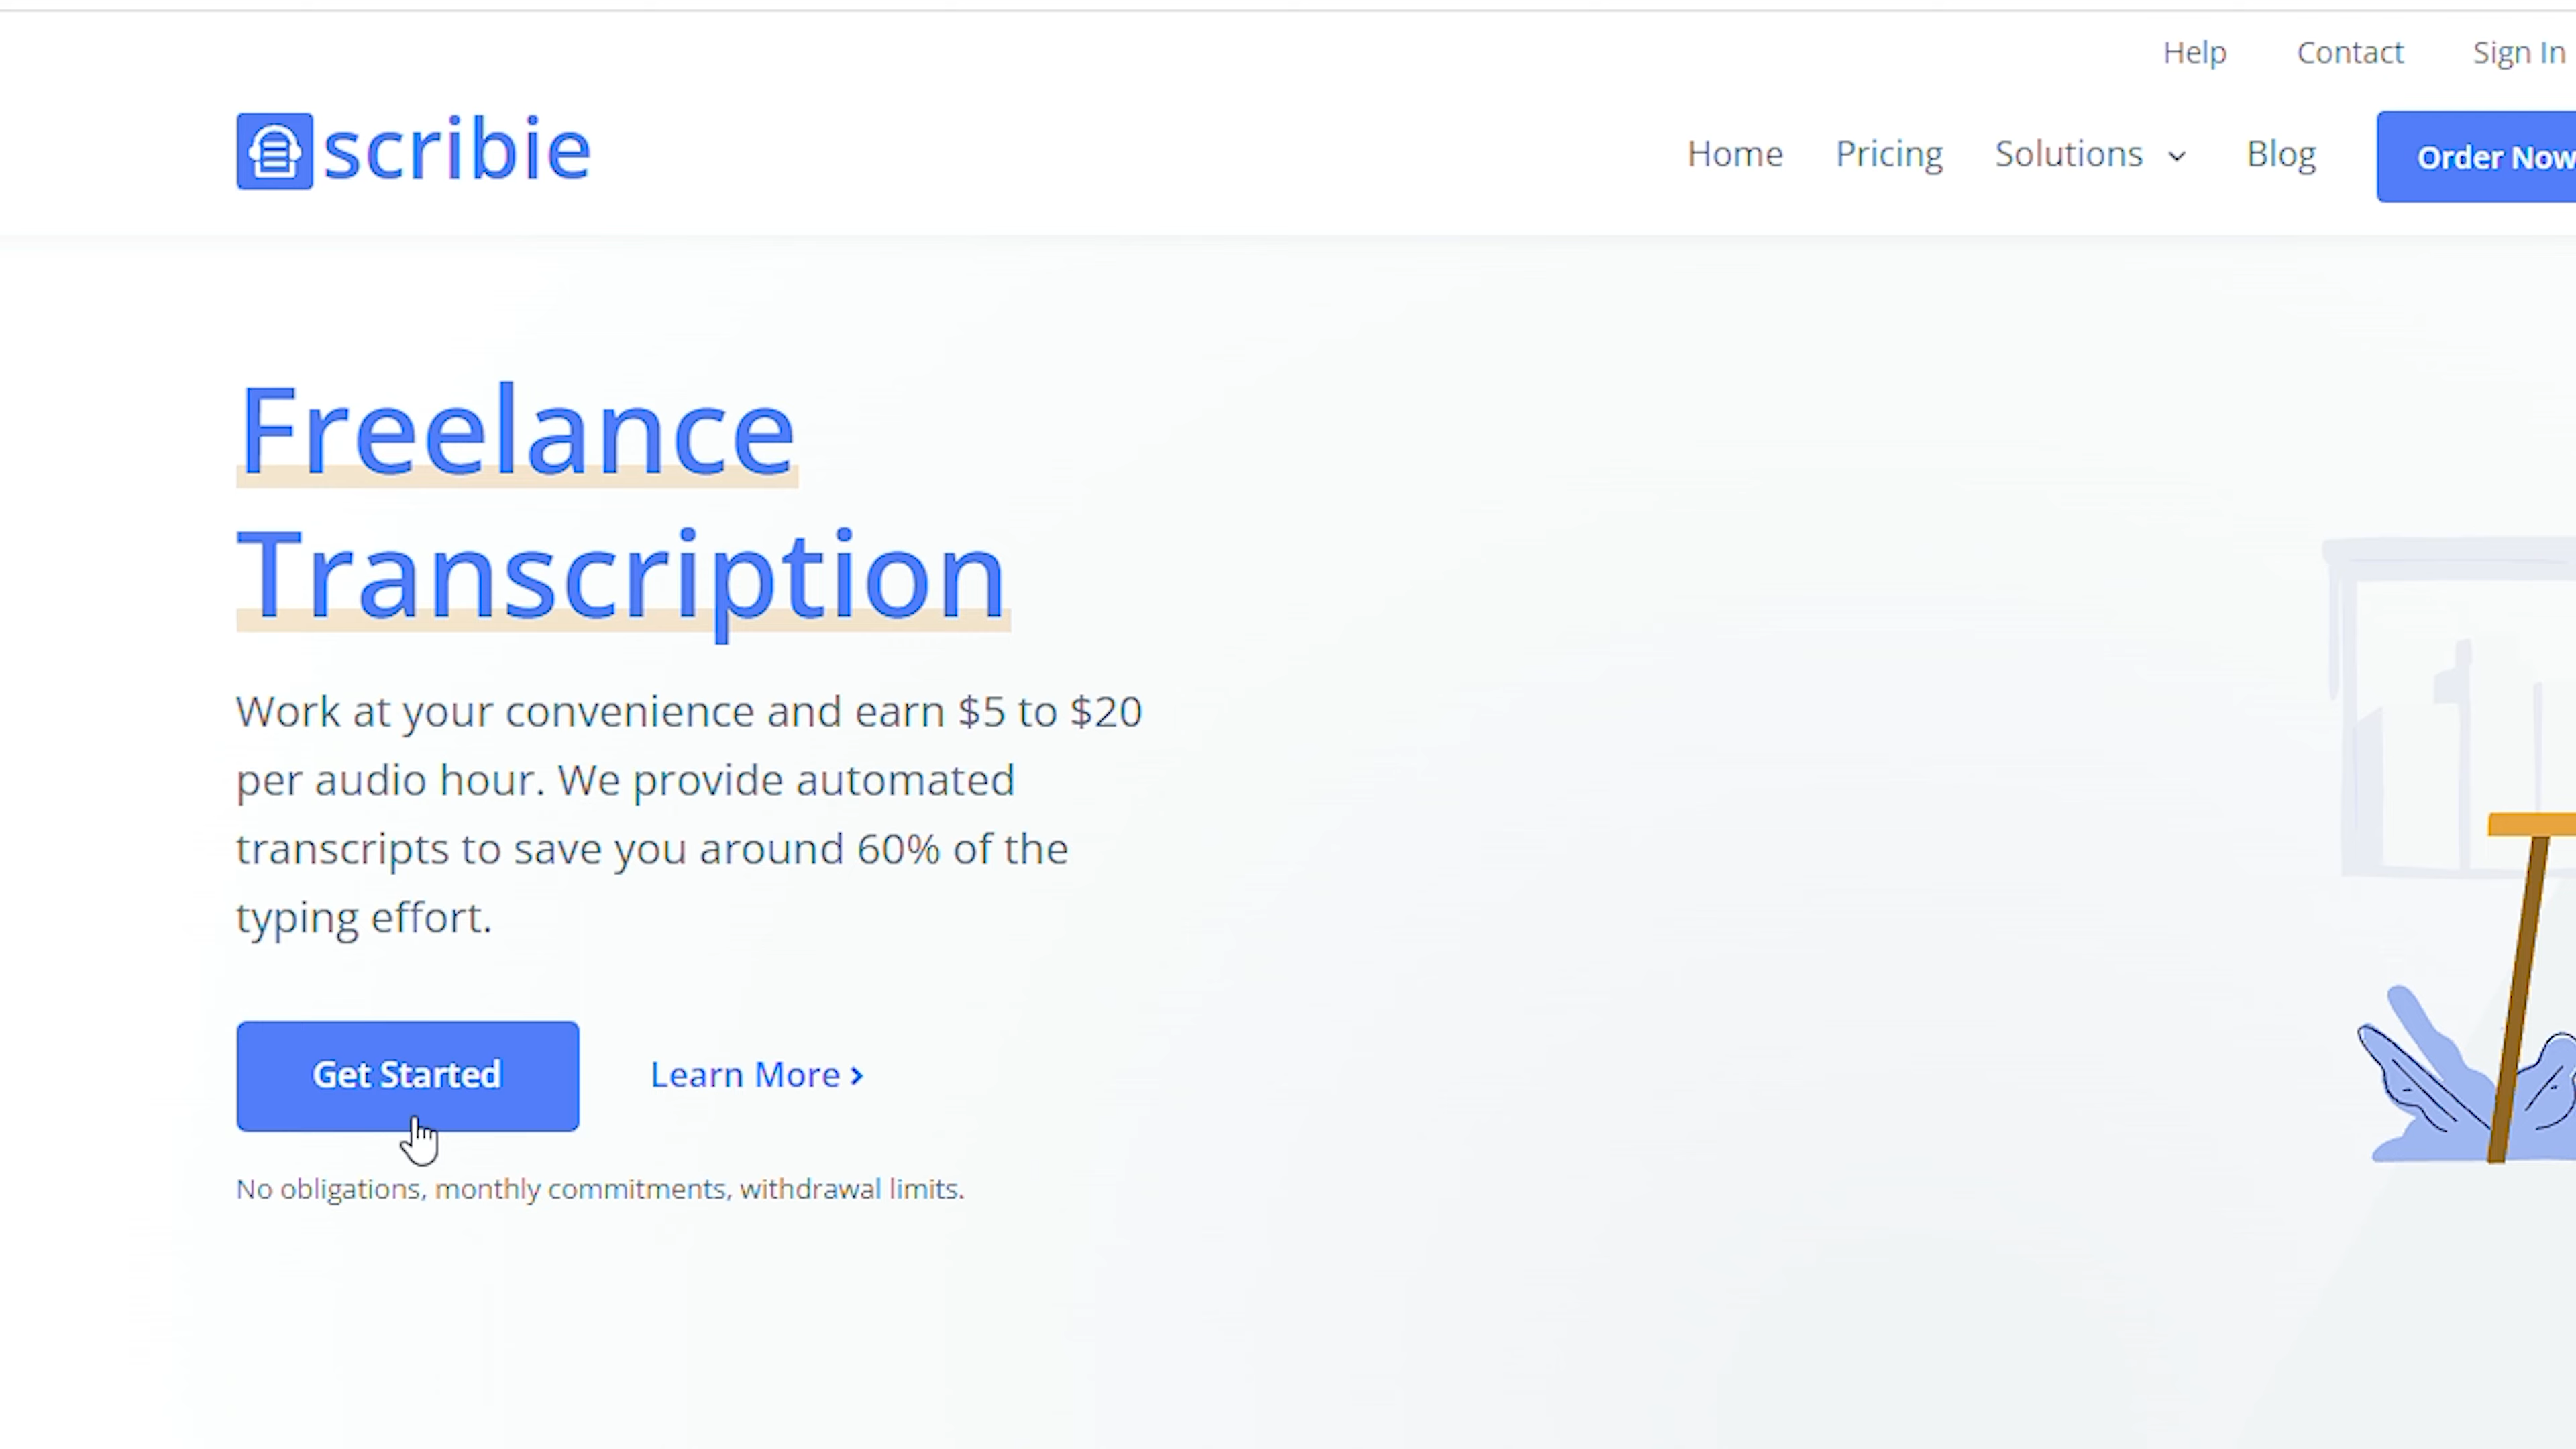 Help Contact Sign In
scribie
Home Pricing Solutions Blog Order Now
Freelance
Transcription
Work at your convenience and earn $5 to $20
per audio hour. We provide automated
transcripts to save you around 60% of the
typing effort.
Get Started Learn More >
No obligations, monthly commitments, withdrawal limits.